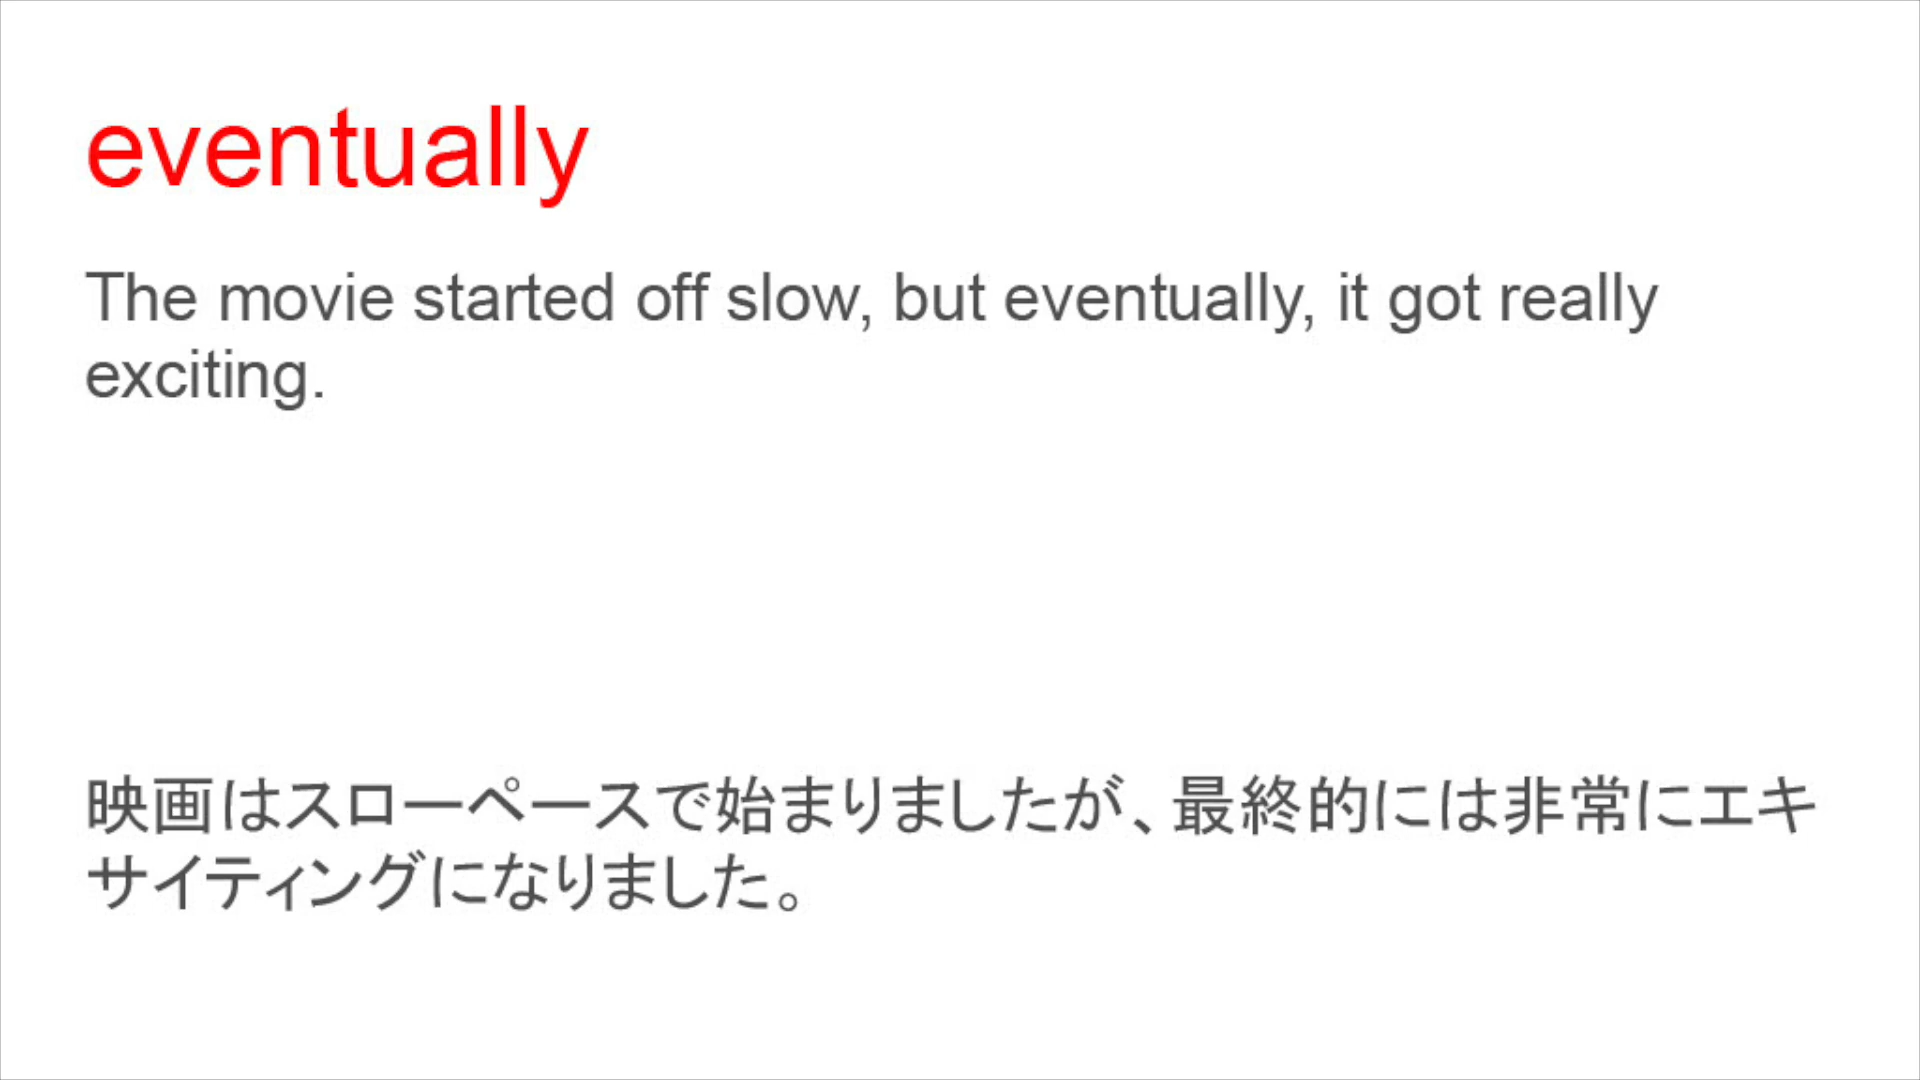 eventually
The movie started off slow, but eventually, it got really
exciting.
映画はスローペースで始まりましたが、最終的には非常にエキ
サイティングになりました。